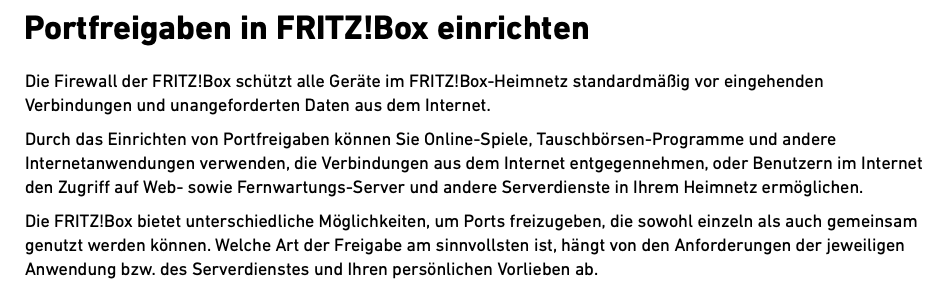 Portfreigaben in FRITZ!Box einrichten
Die Firewall der FRITZ!Box schützt alle Geräte im FRITZ!Box-Heimnetz standardmäßig vor eingehenden
Verbindungen und unangeforderten Daten aus dem Internet.
Durch das Einrichten von Portfreigaben können Sie Online-Spiele, Tauschbörsen-Programme und andere
Internetanwendungen verwenden, die Verbindungen aus dem Internet entgegennehmen, oder Benutzern im Internet
den Zugriff auf Web- sowie Fernwartungs-Server und andere Serverdienste in Ihrem Heimnetz ermöglichen.
Die FRITZ!Box bietet unterschiedliche Möglichkeiten, um Ports freizugeben, die sowohl einzeln als auch gemeinsam
genutzt werden können. Welche Art der Freigabe am sinnvollsten ist, hängt von den Anforderungen der jeweiligen
Anwendung bzw. des Serverdienstes und Ihren persönlichen Vorlieben ab.